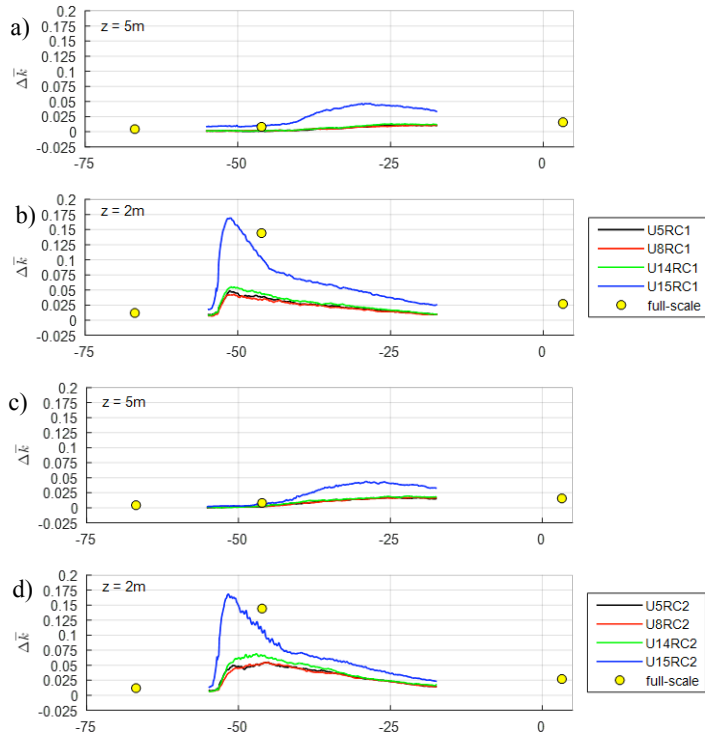 a)
z = 5m
0.2
0.175
0.15
0.125
0.1
0.075
0.05
0.025
0
-0.025
Δk̅
-75
-50
-25
0
b)
z = 2m
0.2
0.175
0.15
0.125
0.1
0.075
0.05
0.025
0
-0.025
Δk̅
-75
-50
-25
0
U5RC1
U8RC1
U14RC1
U15RC1
full-scale
c)
z = 5m
0.2
0.175
0.15
0.125
0.1
0.075
0.05
0.025
0
-0.025
Δk̅
-75
-50
-25
0
d)
z = 2m
0.2
0.175
0.15
0.125
0.1
0.075
0.05
0.025
0
-0.025
Δk̅
-75
-50
-25
0
U5RC2
U8RC2
U14RC2
U15RC2
full-scale